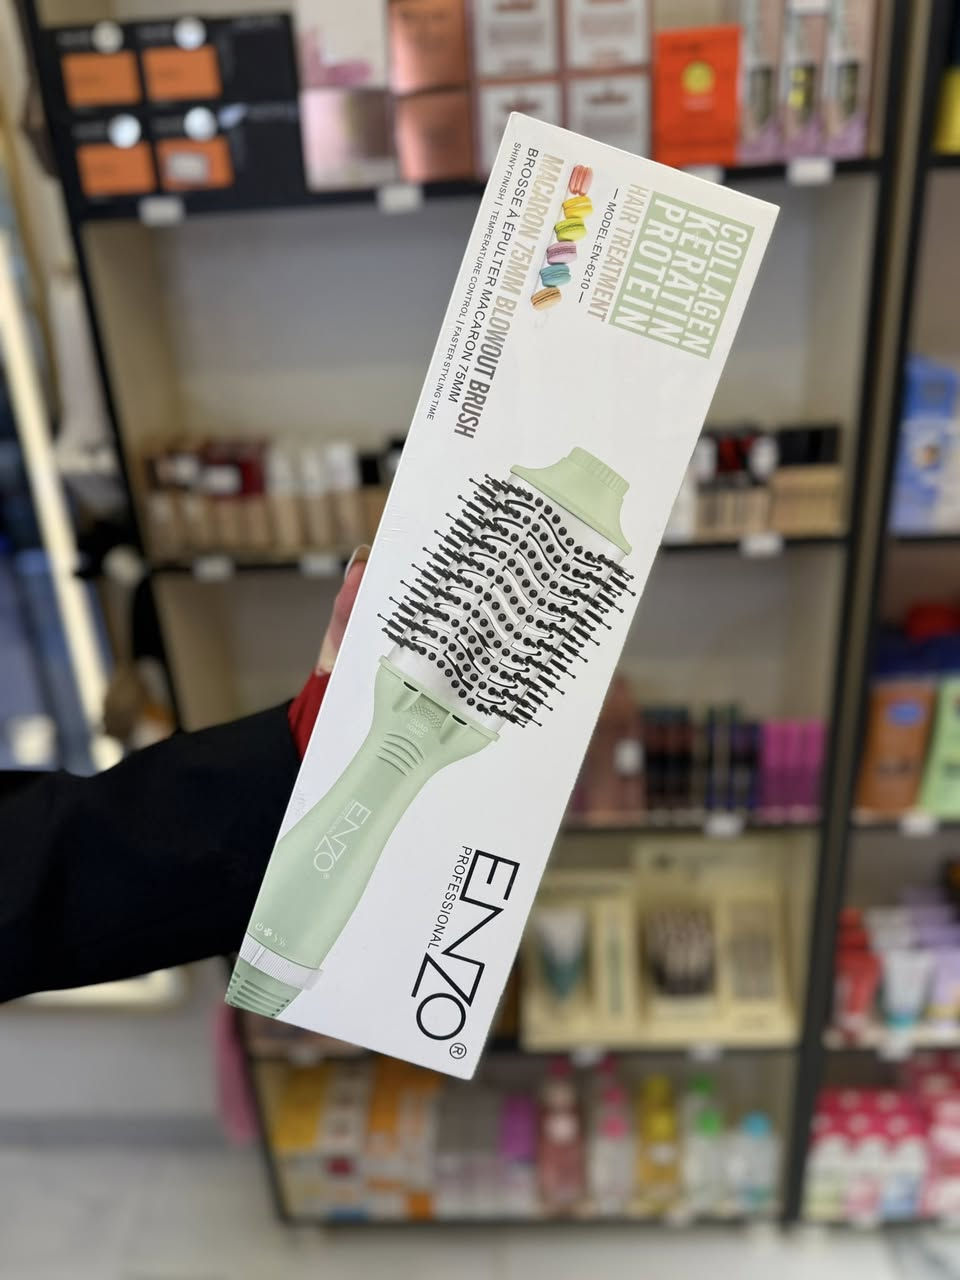 COLLAGEN
KERATIN
PROTEIN
HAIR TREATMENT
— MODEL:EN-6210 —
MACARON 75MM BLOWOUT BRUSH
BROSSE À ÉPULTER MACARON 75MM
SHINY FINISH | TEMPERATURE CONTROL | FASTER STYLING TIME
ENZO®
ENZO®
PROFESSIONAL